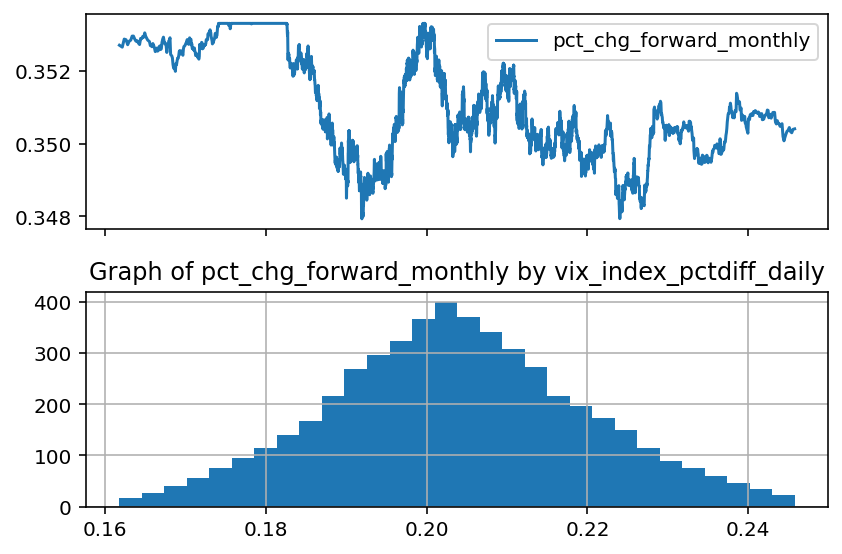 pct_chg_forward_monthly
0.352
0.350
0.348
Graph of pct_chg_forward_monthly by vix_index_pctdiff_daily
400
300
200
100
0
0.16 0.18 0.20 0.22 0.24